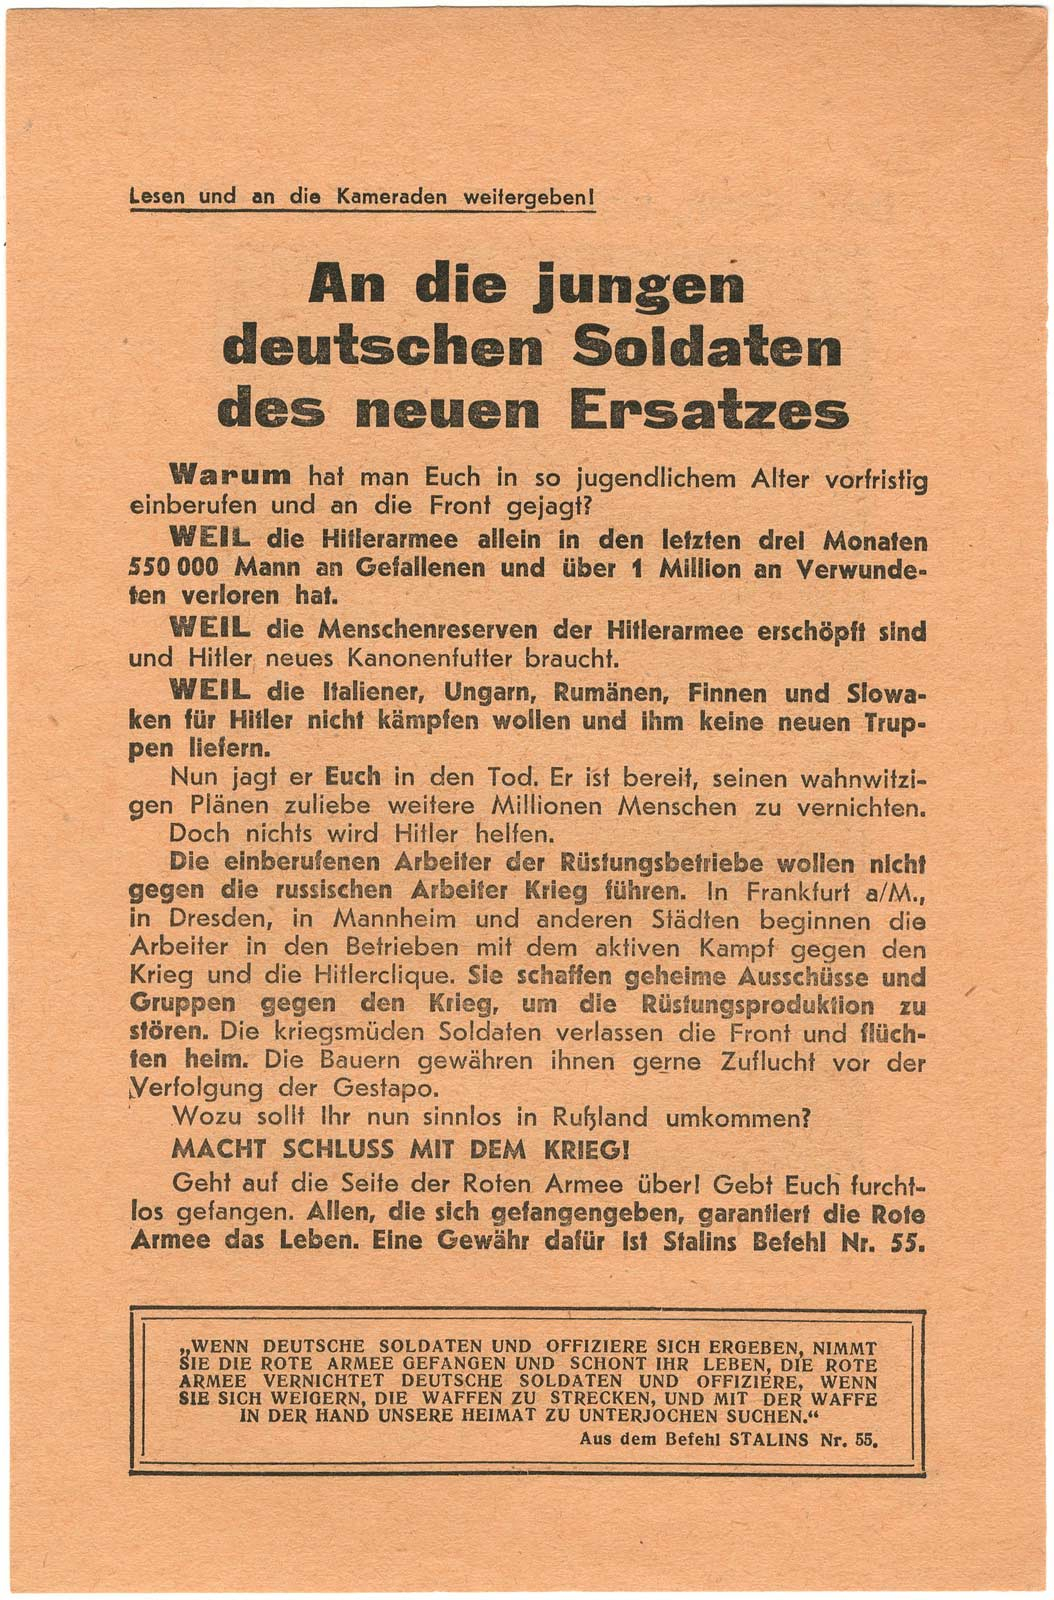 Lesen und an die Kameraden weitergeben!
An die jungen
deutschen Soldaten
des neuen Ersatzes
Warum hat man Euch in so jugendlichem Alter vorfristig
einberufen und an die Front gejagt?
WEIL die Hitlerarmee allein in den letzten drei Monaten
550 000 Mann an Gefallenen und über 1 Million an Verwunde-
ten verloren hat.
WEIL die Menschenreserven der Hitlerarmee erschöpft sind
und Hitler neues Kanonenfutter braucht.
WEIL die Italiener, Ungarn, Rumänen, Finnen und Slowa-
ken für Hitler nicht kämpfen wollen und ihm keine neuen Trup-
pen liefern.
Nun jagt er Euch in den Tod. Er ist bereit, seinen wahnwitzi-
gen Plänen zuliebe weitere Millionen Menschen zu vernichten.
Doch nichts wird Hitler helfen.
Die einberufenen Arbeiter der Rüstungsbetriebe wollen nicht
gegen die russischen Arbeiter Krieg führen. In Frankfurt a/M.,
in Dresden, in Mannheim und anderen Städten beginnen die
Arbeiter in den Betrieben mit dem aktiven Kampf gegen den
Krieg und die Hitlerclique. Sie schaffen geheime Ausschüsse und
Gruppen gegen den Krieg, um die Rüstungsproduktion zu
stören. Die kriegsmüden Soldaten verlassen die Front und flüch-
ten heim. Die Bauern gewähren ihnen gerne Zuflucht vor der
Verfolgung der Gestapo.
Wozu sollt Ihr nun sinnlos in Rußland umkommen?
MACHT SCHLUSS MIT DEM KRIEG!
Geht auf die Seite der Roten Armee über! Gebt Euch furcht-
los gefangen. Allen, die sich gefangengeben, garantiert die Rote
Armee das Leben. Eine Gewähr dafür ist Stalins Befehl Nr. 55.
„WENN DEUTSCHE SOLDATEN UND OFFIZIERE SICH ERGEBEN, NIMMT
SIE DIE ROTE ARMEE GEFANGEN UND SCHONT IHR LEBEN, DIE ROTE
ARMEE VERNICHTET DEUTSCHE SOLDATEN UND OFFIZIERE, WENN
SIE SICH WEIGERN, DIE WAFFEN ZU STRECKEN, UND MIT DER WAFFE
IN DER HAND UNSERE HEIMAT ZU UNTERJOCHEN SUCHEN.“
Aus dem Befehl STALINS Nr. 55.